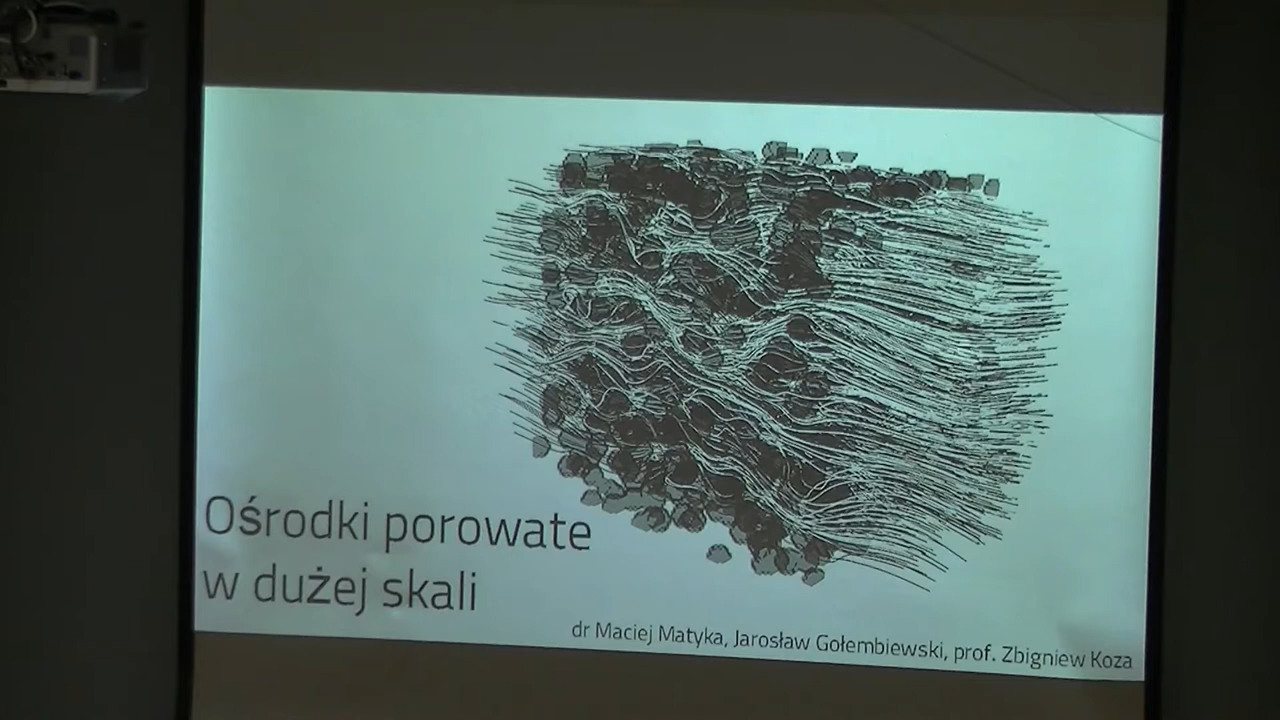 Ośrodki porowate
w dużej skali
dr Maciej Matyka, Jarosław Gołembiewski, prof. Zbigniew Koza